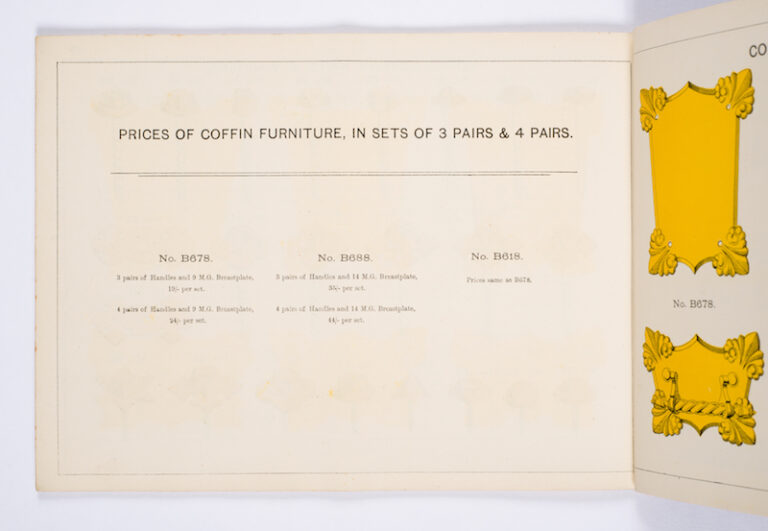 PRICES OF COFFIN FURNITURE, IN SETS OF 3 PAIRS & 4 PAIRS.
No. B678.
3 pairs of Handles and 9 M.G. Breastplate,
19/- per set.
4 pairs of Handles and 9 M.G. Breastplate,
24/- per set.
No. B688.
3 pairs of Handles and 14 M.G. Breastplate,
35/- per set.
4 pairs of Handles and 14 M.G. Breastplate,
44/- per set.
No. B618.
Prices same as B678.
CO
No. B678.